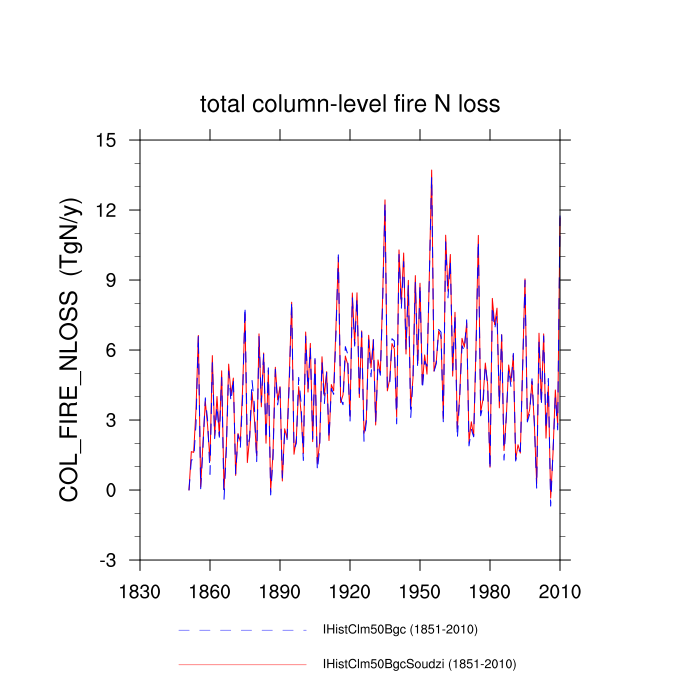 total column-level fire N loss
COL_FIRE_NLOSS (TgN/y)
15
12
9
6
3
0
-3
1830 1860 1890 1920 1950 1980 2010
IHistClm50Bgc (1851-2010)
IHistClm50BgcSoudzi (1851-2010)